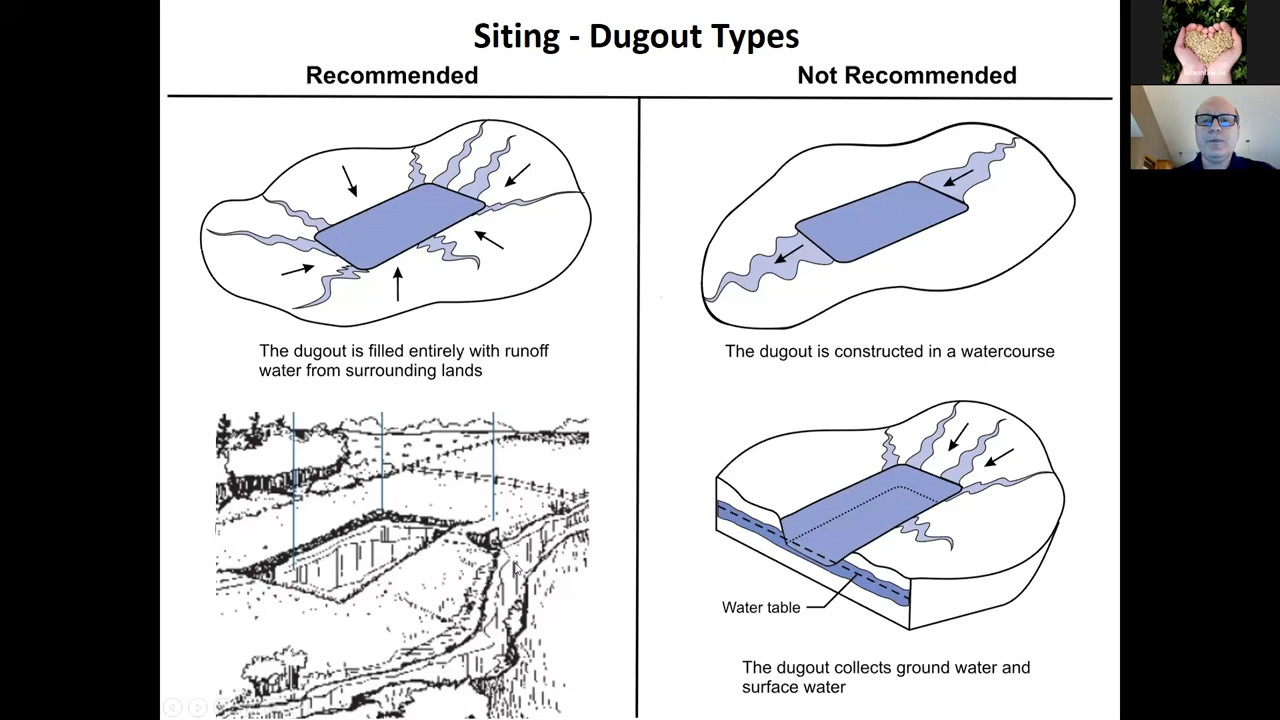 Siting - Dugout Types
Recommended
Not Recommended
The dugout is filled entirely with runoff
water from surrounding lands
The dugout is constructed in a watercourse
Water table
The dugout collects ground water and
surface water